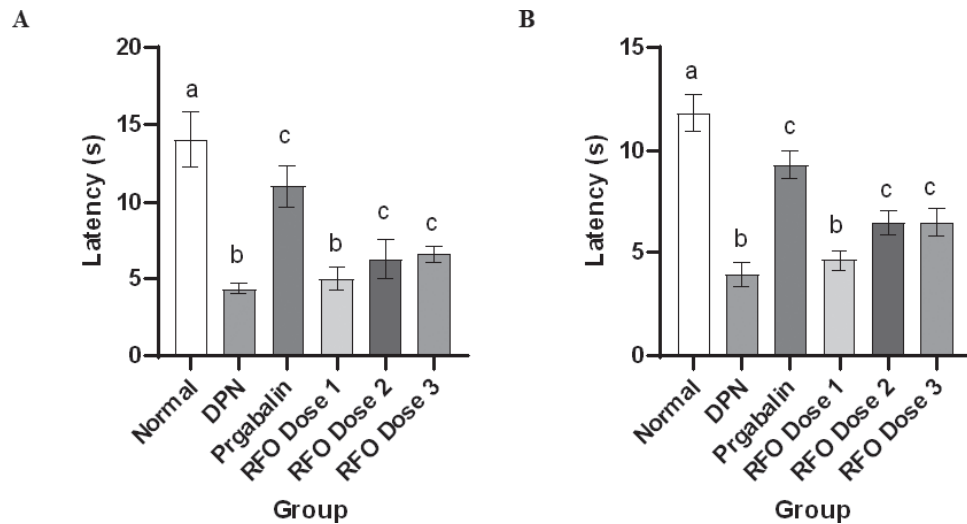 A
20
15
10
5
0
Latency (s)
a
b
c
b
c
c
Normal
DPN
Prgabalin
RFO Dose 1
RFO Dose 2
RFO Dose 3
Group
B
15
10
5
0
Latency (s)
a
b
c
b
c
c
Normal
DPN
Prgabalin
RFO Dose 1
RFO Dose 2
RFO Dose 3
Group